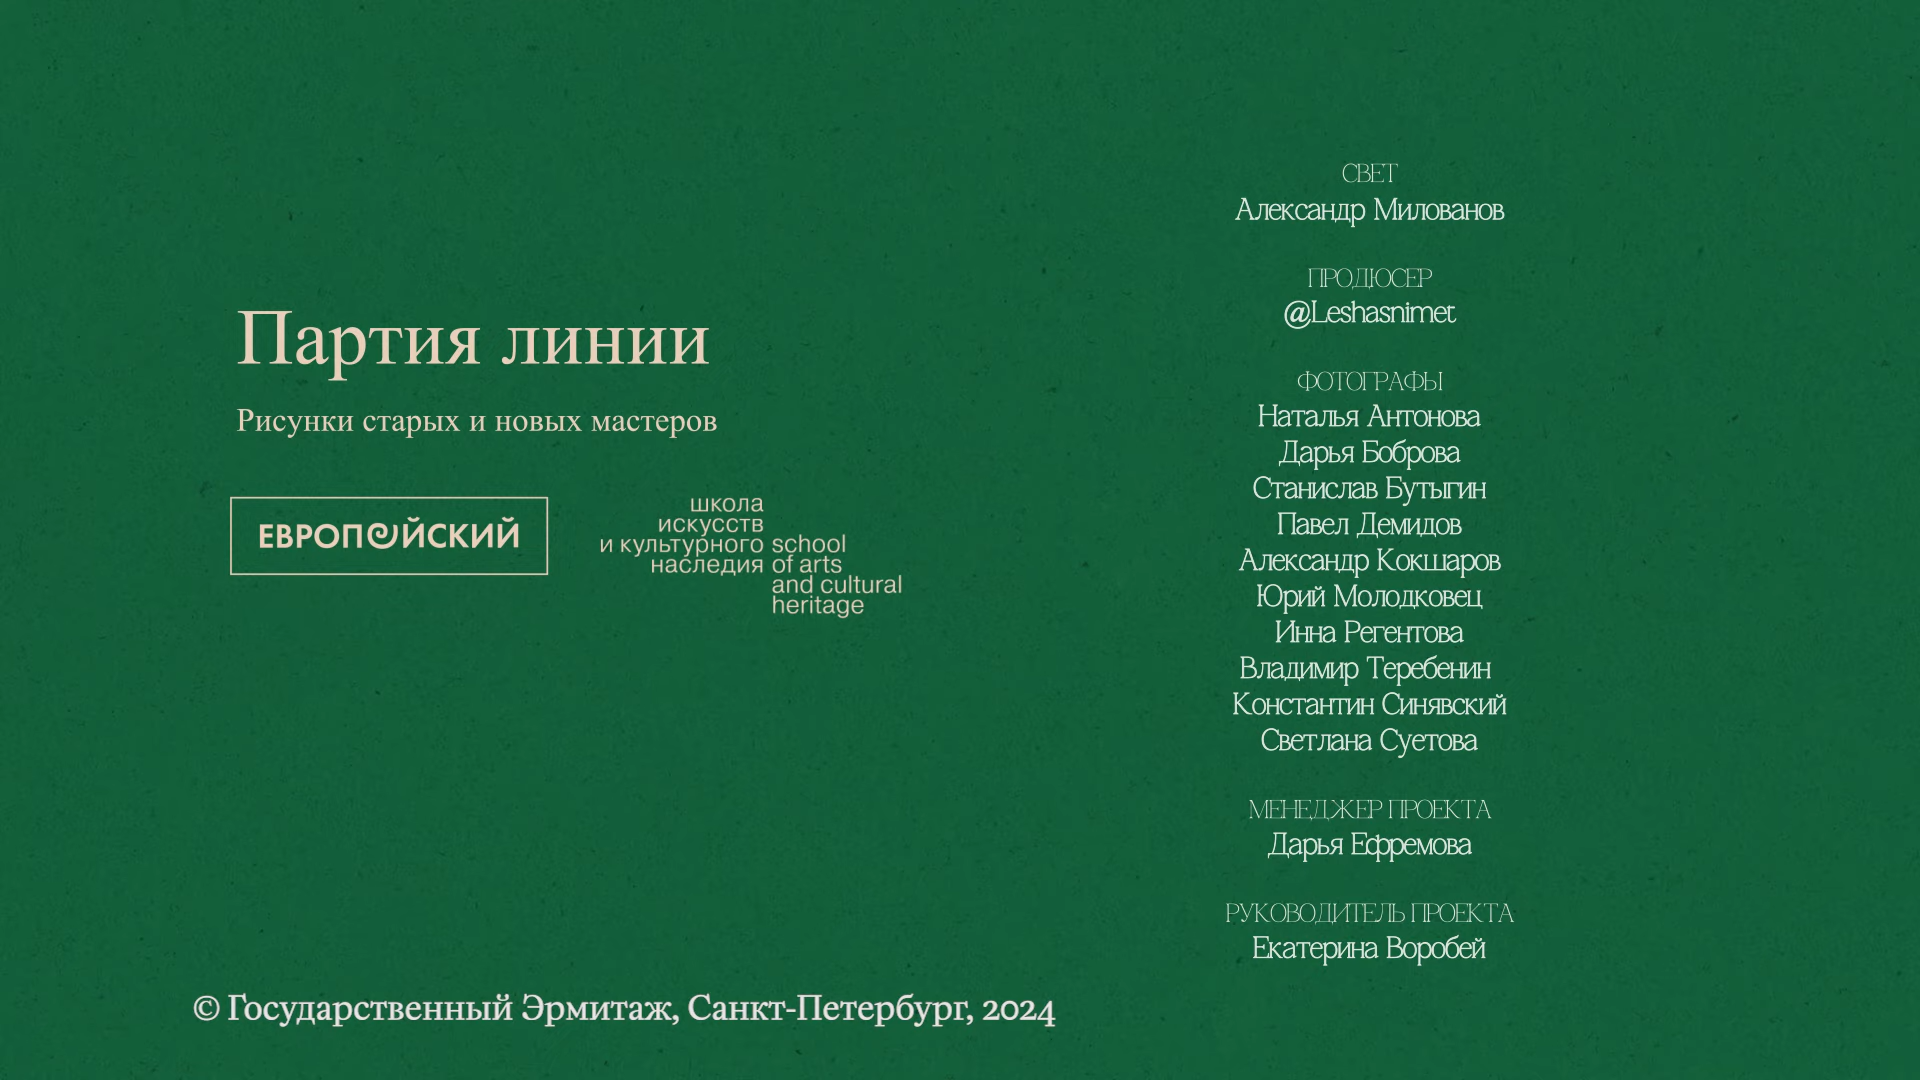 Партия линии
Рисунки старых и новых мастеров
ЕВРОПЕЙСКИЙ
школа
искусств
и культурного
наследия
school
of arts
and cultural
heritage
СВЕТ
Александр Милованов
ПРОДЮСЕР
@Leshasnimet
ФОТОГРАФЫ
Наталья Антонова
Дарья Боброва
Станислав Бутыгин
Павел Демидов
Александр Кокшаров
Юрий Молодковец
Инна Регентова
Владимир Теребенин
Константин Синявский
Светлана Суетова
МЕНЕДЖЕР ПРОЕКТА
Дарья Ефремова
РУКОВОДИТЕЛЬ ПРОЕКТА
Екатерина Воробей
© Государственный Эрмитаж, Санкт-Петербург, 2024